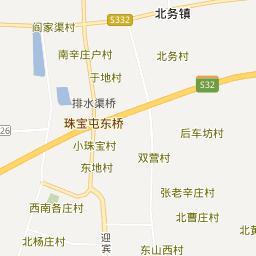 北务镇
S332
阎家渠村
南辛庄户村
北务村
于地村
S32
排水渠桥
珠宝屯东桥
26
后车坊村
小珠宝村
双营村
东地村
张老辛庄村
西南各庄村
北曹庄村
北杨庄村
迎宾
东山西村